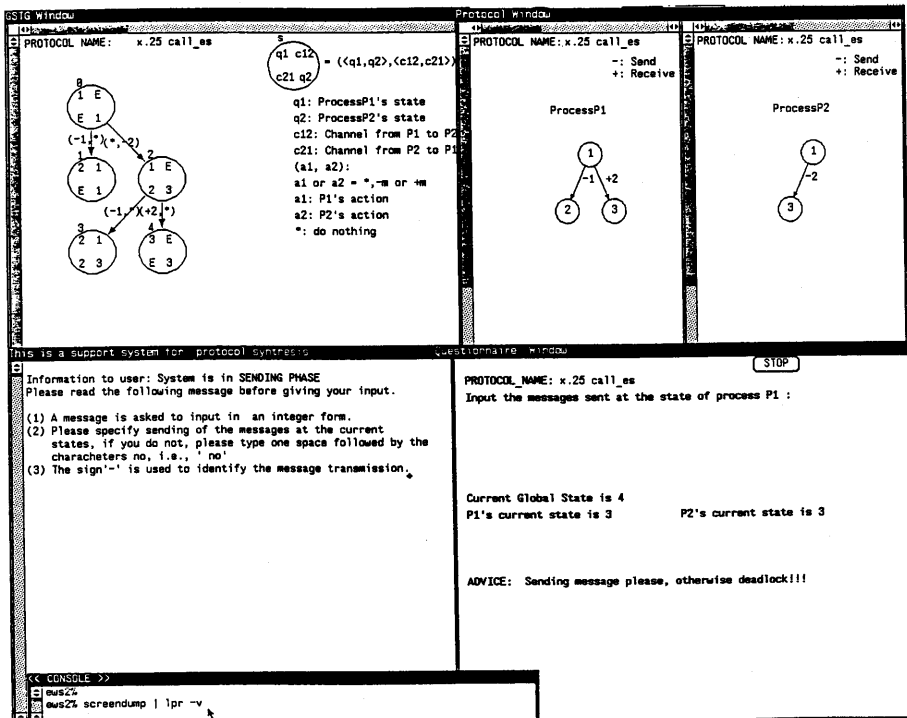 GSTG Window
PROTOCOL NAME: x.25 call_es
S
q1 c12
c21 q2
= (<q1,q2>,<c12,c21>)
q1: ProcessP1's state
q2: ProcessP2's state
c12: Channel from P1 to P2
c21: Channel from P2 to P1
(a1, a2):
a1 or a2 = *,-m or +m
a1: P1's action
a2: P2's action
*: do nothing
0
1 E
E 1
(-1,*)(*,-2)
1
2 1
E 1
2
1 E
2 3
(-1,*)(+2,*)
3
2 1
2 3
4
3 E
E 3
Protocol Window
PROTOCOL NAME: x.25 call_es
-: Send
+: Receive
ProcessP1
1
-1 +2
2 3
PROTOCOL NAME: x.25 call_es
-: Send
+: Receive
ProcessP2
1
-2
3
This is a support system for protocol synthesis
Information to user: System is in SENDING PHASE
Please read the following message before giving your input.
(1) A message is asked to input in an integer form.
(2) Please specify sending of the messages at the current
states, if you do not, please type one space followed by the
characheters no, i.e., ' no'
(3) The sign'-' is used to identify the message transmission.
Questionnaire Window
STOP
PROTOCOL_NAME: x.25 call_es
Input the messages sent at the state of process P1 :
Current Global State is 4
P1's current state is 3 P2's current state is 3
ADVICE: Sending message please, otherwise deadlock!!!
<< CONSOLE >>
ews2%
ews2% screendump | lpr -v